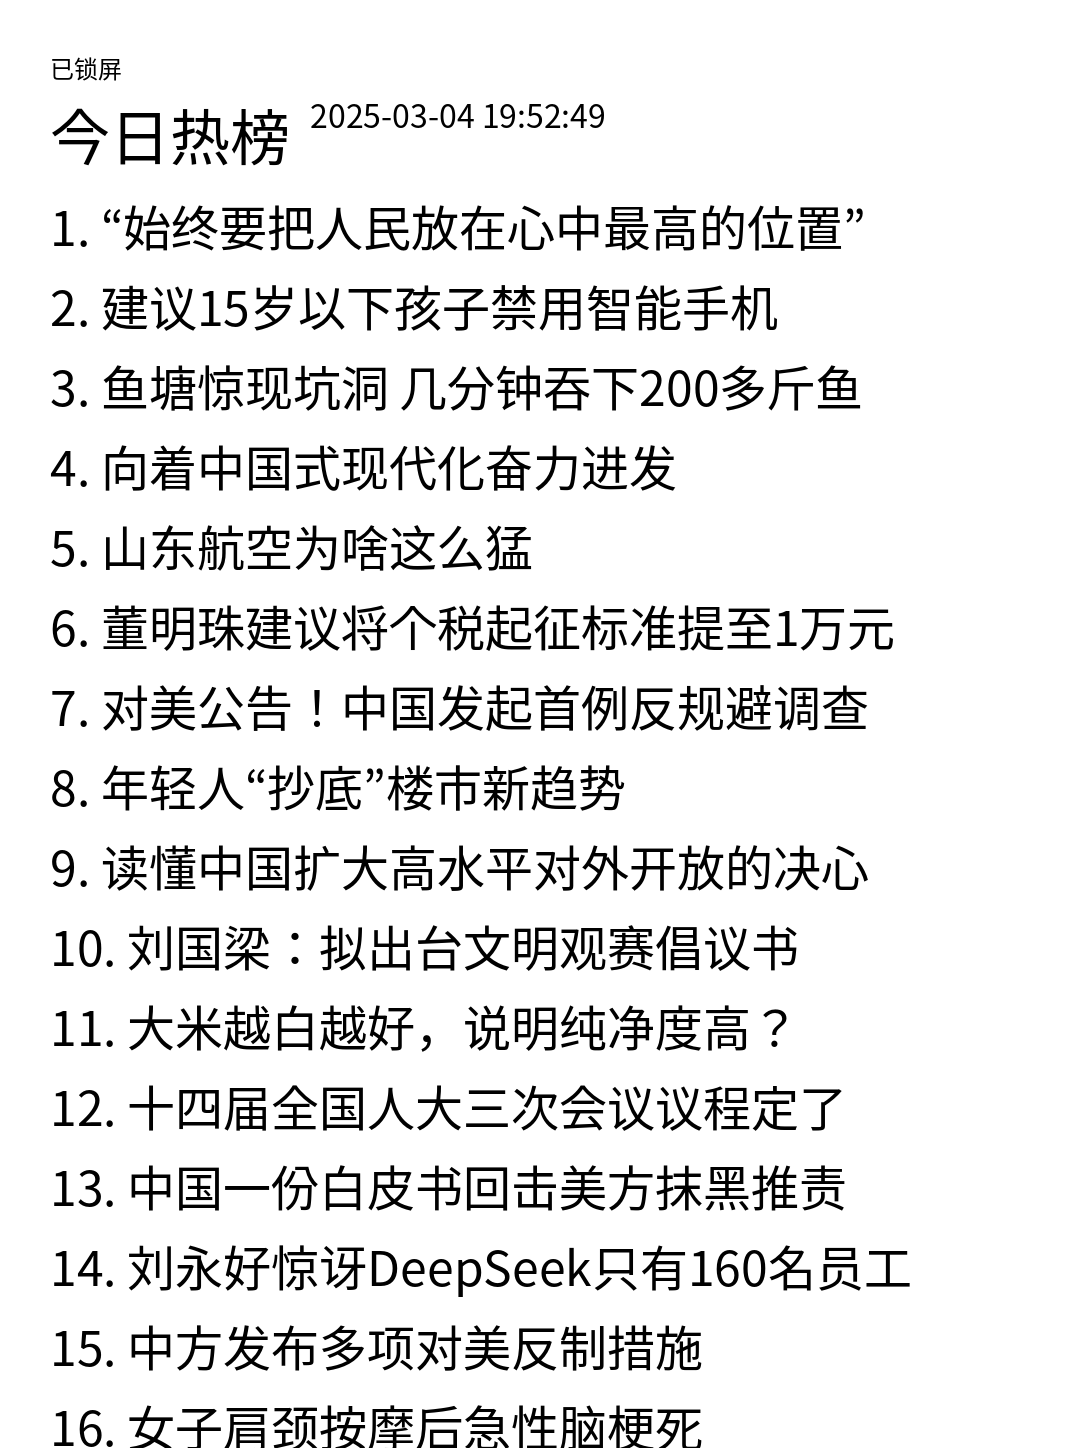 已锁屏
今日热榜 2025-03-04 19:52:49
1. “始终要把人民放在心中最高的位置”
2. 建议15岁以下孩子禁用智能手机
3. 鱼塘惊现坑洞 几分钟吞下200多斤鱼
4. 向着中国式现代化奋力进发
5. 山东航空为啥这么猛
6. 董明珠建议将个税起征标准提至1万元
7. 对美公告！中国发起首例反规避调查
8. 年轻人“抄底”楼市新趋势
9. 读懂中国扩大高水平对外开放的决心
10. 刘国梁：拟出台文明观赛倡议书
11. 大米越白越好，说明纯净度高？
12. 十四届全国人大三次会议议程定了
13. 中国一份白皮书回击美方抹黑推责
14. 刘永好惊讶DeepSeek只有160名员工
15. 中方发布多项对美反制措施
16. 女子肩颈按摩后急性脑梗死